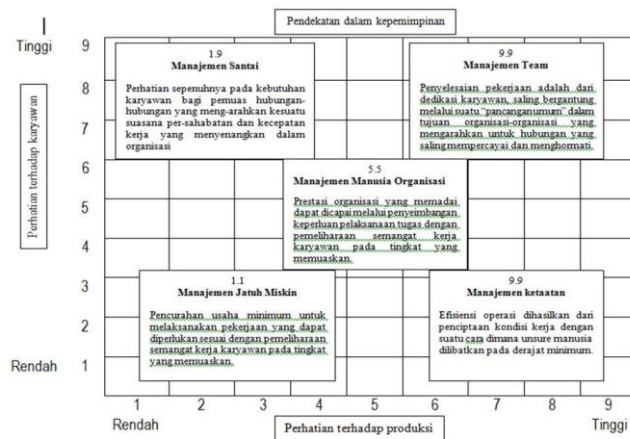 Pendekatan dalam kepemimpinan
Tinggi
Perhatian terhadap karyawan
Rendah
9
8
7
6
5
4
3
2
1
1.9
Manajemen Santai
Perhatian sepenuhnya pada kebutuhan
karyawan bagi pemuas hubungan-
hubungan yang meng-arahkan kesuatu
suasana per-sahabatan dan kecepatan
kerja yang menyenangkan dalam
organisasi
9.9
Manajemen Team
Penyelesaian pekerjaan adalah dari
dedikasi karyawan, saling bergantung
melalui suatu “pancangan umum” dalam
tujuan organisasi-organisasi yang
mengarahkan untuk hubungan yang
saling mempercayai dan menghormati.
5.5
Manajemen Manusia Organisasi
Prestasi organisasi yang memadai
dapat dicapai melalui penyeimbangan
keperluan pelaksanaan tugas dengan
pemeliharaan semangat kerja
karyawan pada tingkat yang
memuaskan.
1.1
Manajemen Jatuh Miskin
Pencurahan usaha minimum untuk
melaksanakan pekerjaan yang dapat
diperlukan sesuai dengan pemeliharaan
semangat kerja karyawan pada tingkat
yang memuaskan.
9.9
Manajemen ketaatan
Efisiensi operasi dihasilkan dari
penciptaan kondisi kerja dengan
suatu cara dimana unsure manusia
dilibatkan pada derajat minimum.
1 2 3 4 5 6 7 8 9
Rendah
Perhatian terhadap produksi
Tinggi